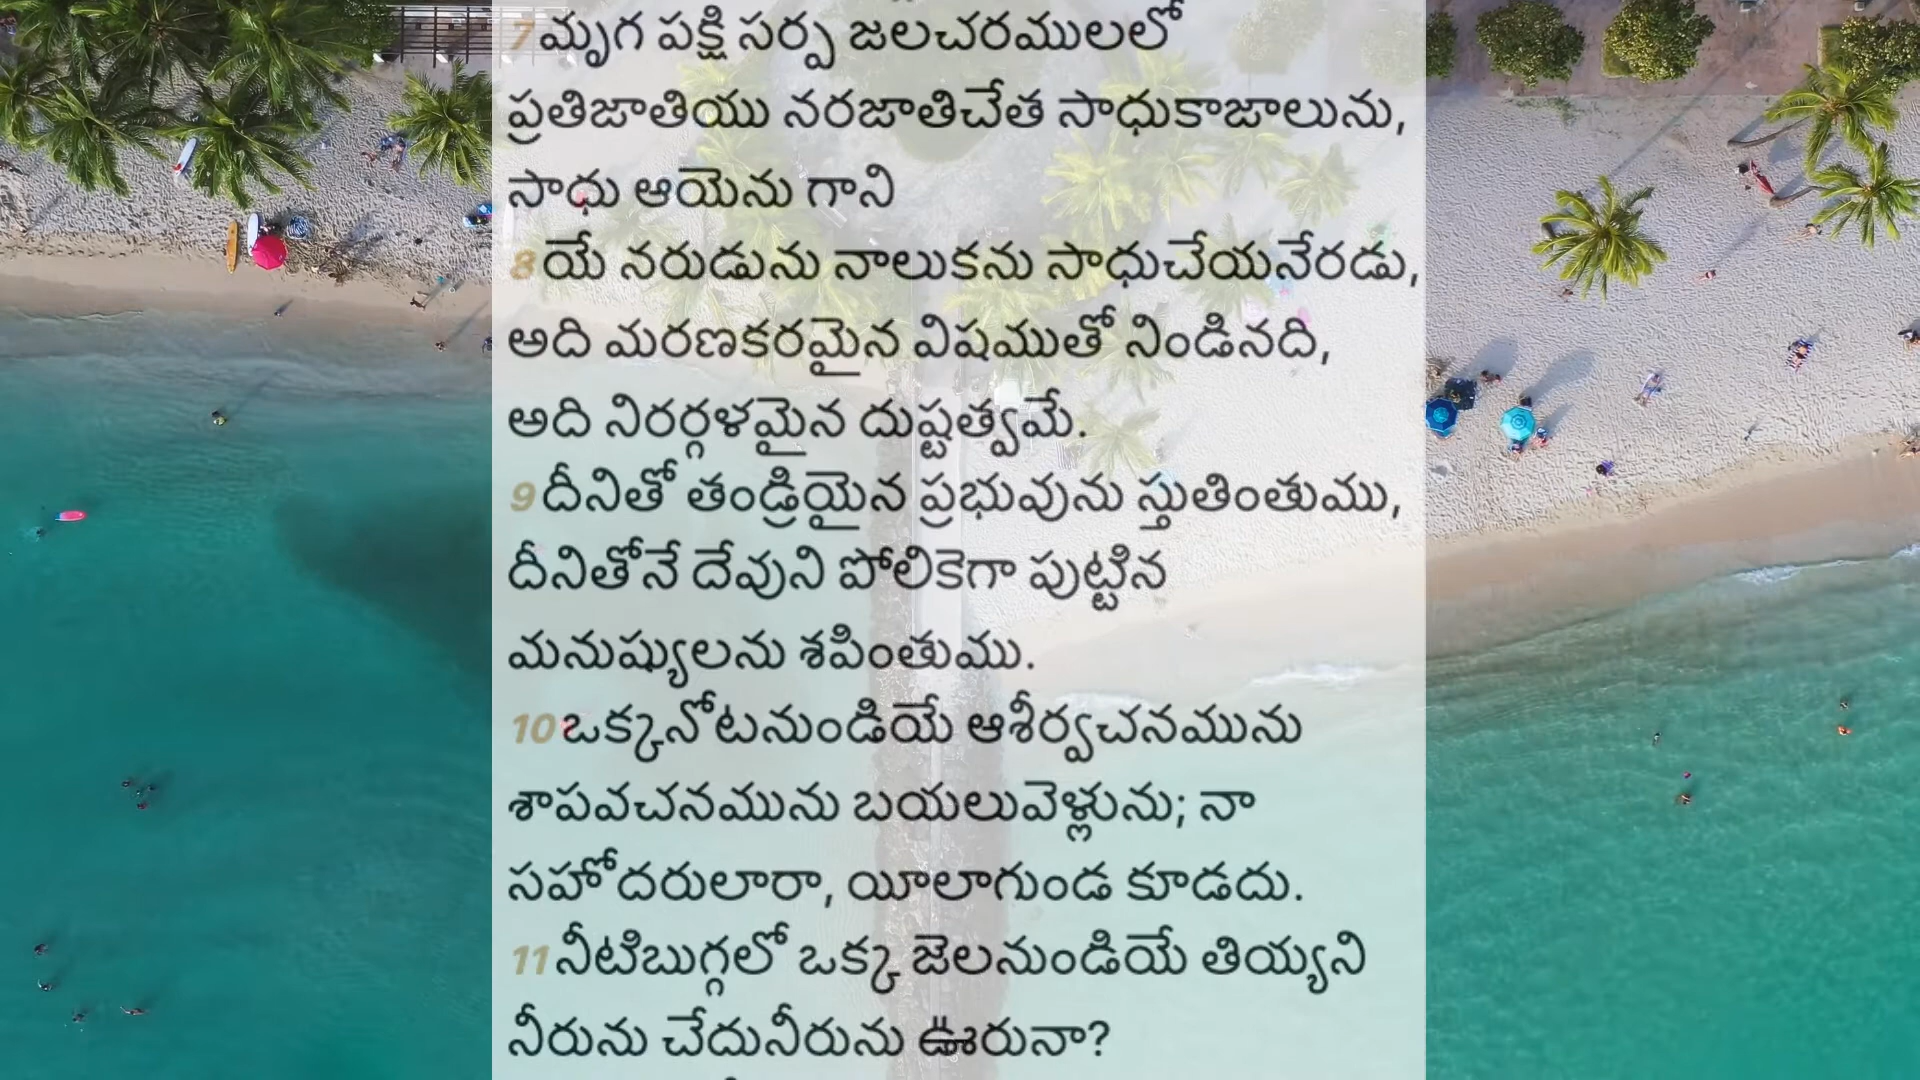 7 మృగ పక్షి సర్ప జలచరములలో
ప్రతిజాతియు నరజాతిచేత సాధుకాజాలును,
సాధు ఆయెను గాని
8 యే నరుడును నాలుకను సాధుచేయనేరడు,
అది మరణకరమైన విషముతో నిండినది,
అది నిరర్గళమైన దుష్టత్వమే.
9 దీనితో తండ్రియైన ప్రభువును స్తుతింతుము,
దీనితోనే దేవుని పోలికెగా పుట్టిన
మనుష్యులను శపింతుము.
10 ఒక్కనోటనుండియే ఆశీర్వచనమును
శాపవచనమును బయలువెళ్లును; నా
సహోదరులారా, యీలాగుండ కూడదు.
11 నీటిబుగ్గలో ఒక్క జెలనుండియే తియ్యని
నీరును చేదునీరును ఊరునా?